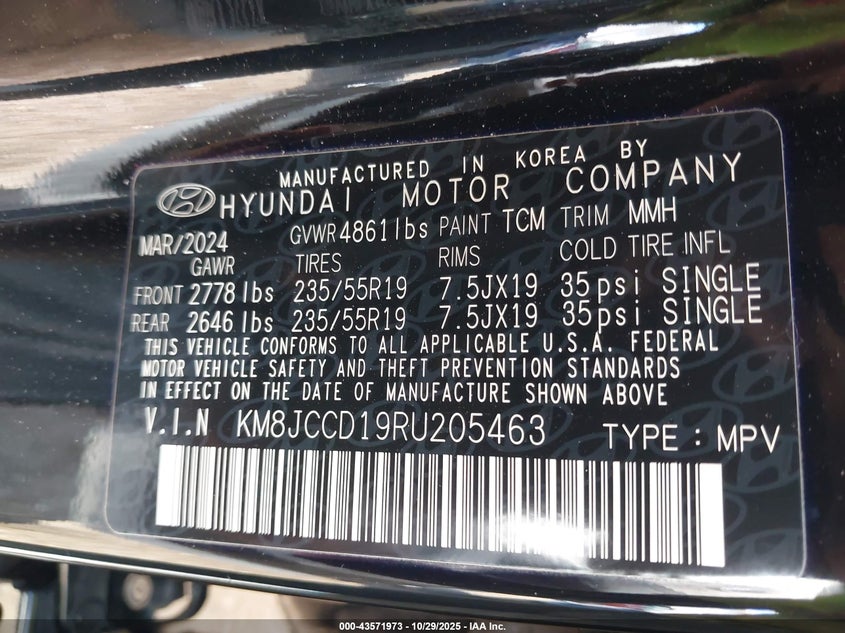 MANUFACTURED IN KOREA BY
HYUNDAI MOTOR COMPANY
MAR/2024 GVWR 4861lbs PAINT TCM TRIM MMH
GAWR TIRES RIMS COLD TIRE INFL
FRONT 2778 lbs 235/55R19 7.5JX19 35psi SINGLE
REAR 2646 lbs 235/55R19 7.5JX19 35psi SINGLE
THIS VEHICLE CONFORMS TO ALL APPLICABLE U.S.A. FEDERAL
MOTOR VEHICLE SAFETY AND THEFT PREVENTION STANDARDS
IN EFFECT ON THE DATE OF MANUFACTURE SHOWN ABOVE
V.I.N KM8JCCD19RU205463 TYPE : MPV
000-43571973 - 10/29/2025 - IAA Inc.